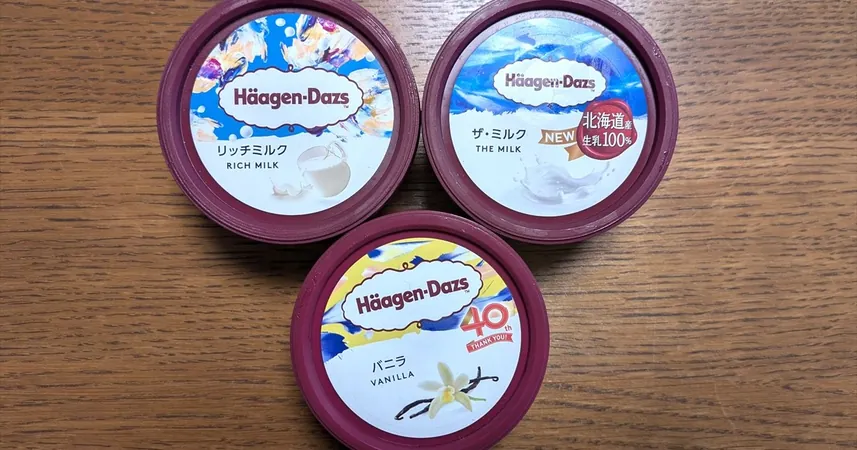 Häagen-Dazs
リッチミルク
RICH MILK
Häagen-Dazs
ザ・ミルク
THE MILK
NEW
北海道産
生乳100%
Häagen-Dazs
40th
THANK YOU!
バニラ
VANILLA